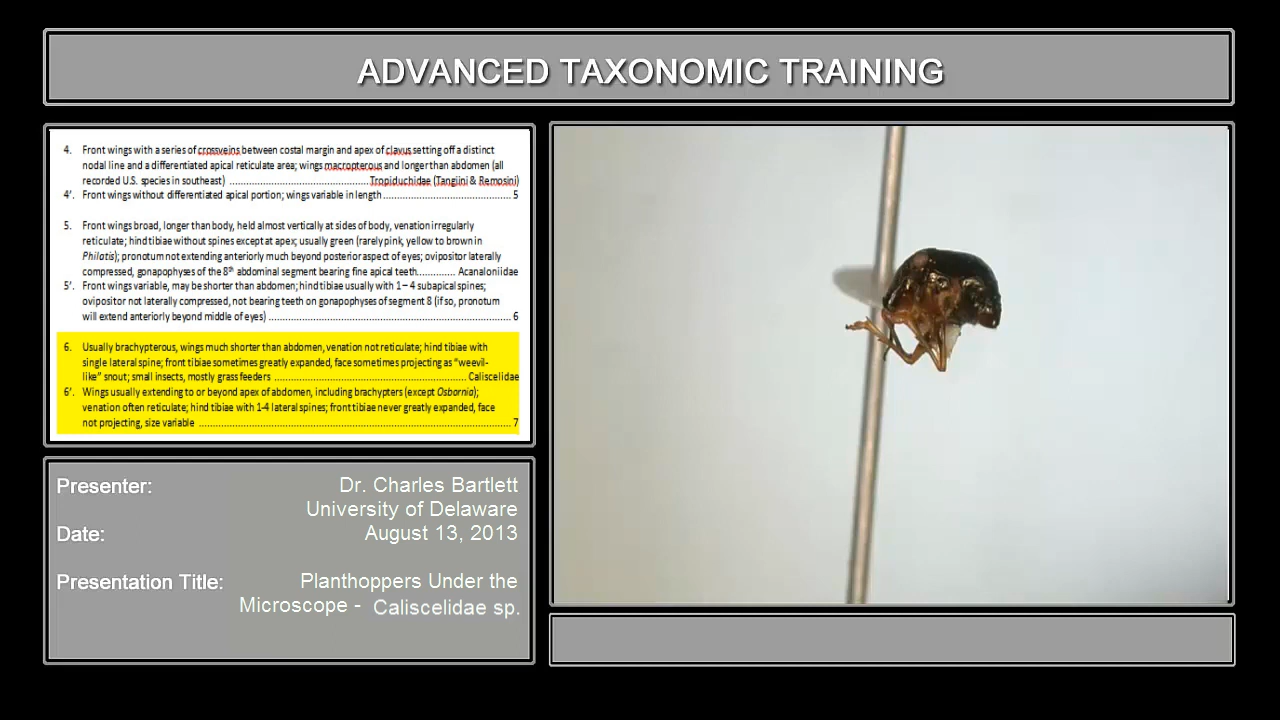 ADVANCED TAXONOMIC TRAINING
4. Front wings with a series of crossveins between costal margin and apex of clavus setting off a distinct
nodal line and a differentiated apical reticulate area; wings macropterous and longer than abdomen (all
recorded U.S. species in southeast) ................................................ Tropiduchidae (Tangiini & Remosini)
4'. Front wings without differentiated apical portion; wings variable in length ............................................ 5
5. Front wings broad, longer than body, held almost vertically at sides of body, venation irregularly
reticulate; hind tibiae without spines except at apex; usually green (rarely pink, yellow to brown in
Philatis); pronotum not extending anteriorly much beyond posterior aspect of eyes; ovipositor laterally
compressed, gonapophyses of the 8th abdominal segment bearing fine apical teeth............. Acanaloniidae
5'. Front wings variable, may be shorter than abdomen; hind tibiae usually with 1 – 4 subapical spines;
ovipositor not laterally compressed, not bearing teeth on gonapophyses of segment 8 (if so, pronotum
will extend anteriorly beyond middle of eyes) .................................................................................. 6
6. Usually brachypterous, wings much shorter than abdomen, venation not reticulate; hind tibiae with
single lateral spine; front tibiae sometimes greatly expanded, face sometimes projecting as “weevil-
like” snout; small insects, mostly grass feeders ................................................................ Caliscelidae
6'. Wings usually extending to or beyond apex of abdomen, including brachypters (except Osbornia);
venation often reticulate; hind tibiae with 1-4 lateral spines; front tibiae never greatly expanded, face
not projecting, size variable ........................................................................................................ 7
Presenter: Dr. Charles Bartlett
University of Delaware
Date: August 13, 2013
Presentation Title: Planthoppers Under the
Microscope - Caliscelidae sp.